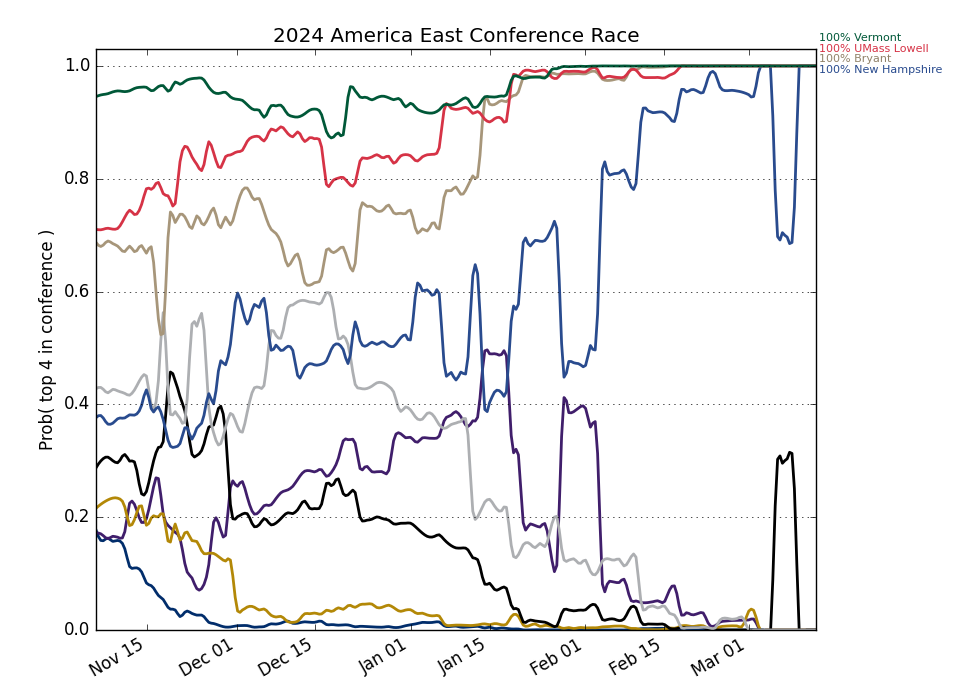 2024 America East Conference Race
100% Vermont
100% UMass Lowell
100% Bryant
100% New Hampshire
Prob( top 4 in conference )
1.0
0.8
0.6
0.4
0.2
0.0
Nov 15
Dec 01
Dec 15
Jan 01
Jan 15
Feb 01
Feb 15
Mar 01